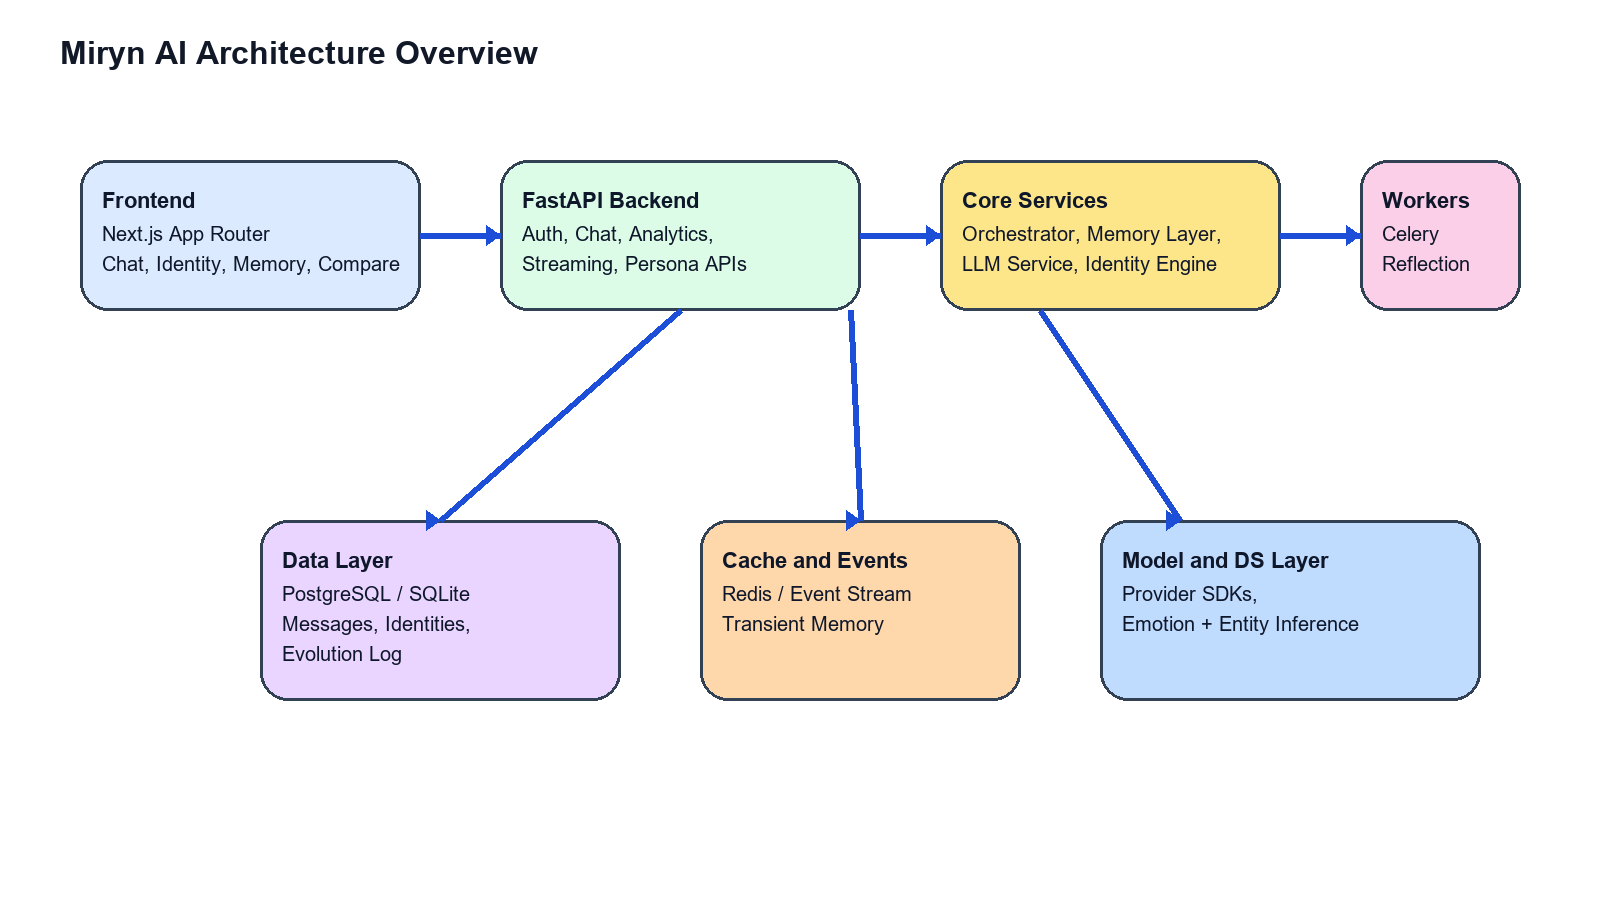 Miryn AI Architecture Overview
Frontend
Next.js App Router
Chat, Identity, Memory, Compare
FastAPI Backend
Auth, Chat, Analytics,
Streaming, Persona APIs
Core Services
Orchestrator, Memory Layer,
LLM Service, Identity Engine
Workers
Celery
Reflection
Data Layer
PostgreSQL / SQLite
Messages, Identities,
Evolution Log
Cache and Events
Redis / Event Stream
Transient Memory
Model and DS Layer
Provider SDKs,
Emotion + Entity Inference